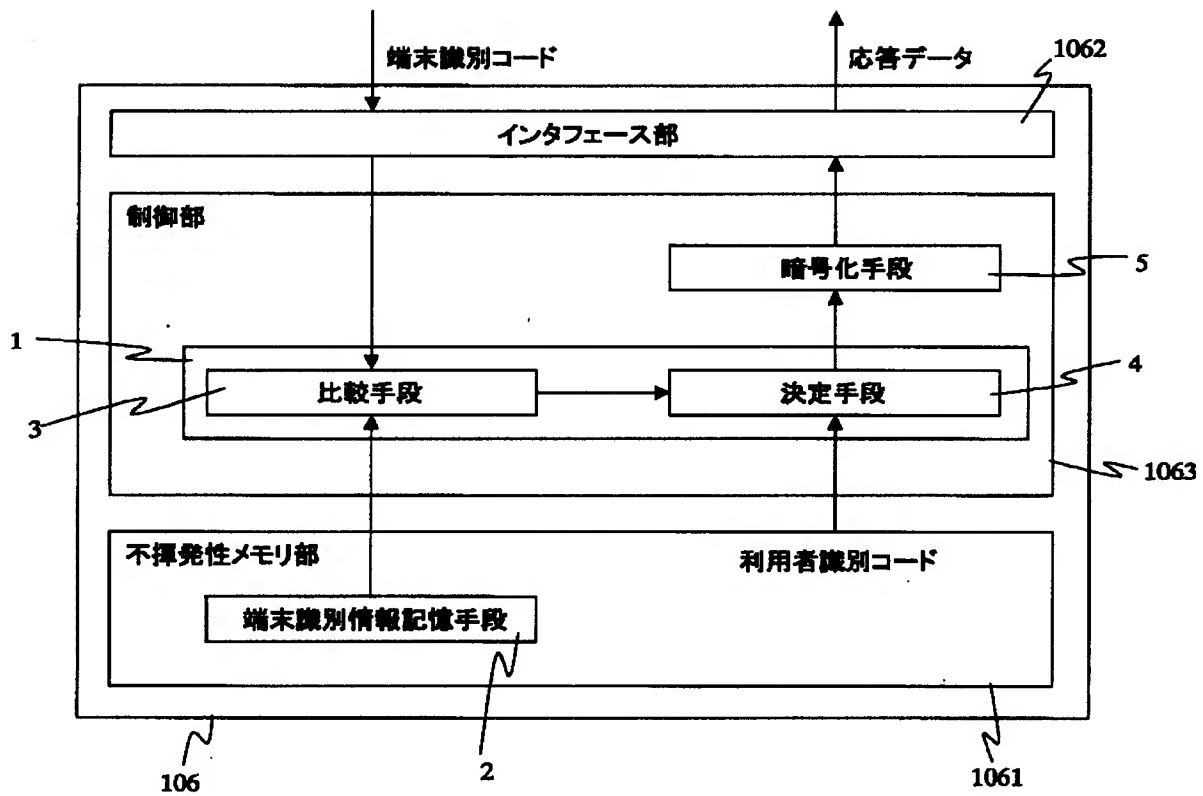 端末識別コード
応答データ
1062
インタフェース部
制御部
暗号化手段
5
1
比較手段
決定手段
4
3
1063
不揮発性メモリ部
利用者識別コード
端末識別情報記憶手段
106
2
1061